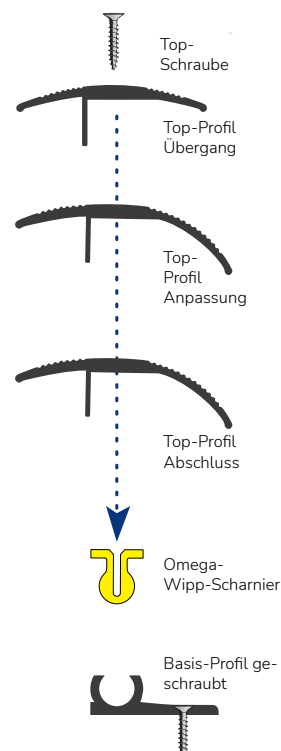 Top-
Schraube
Top-Profil
Übergang
Top-
Profil
Anpassung
Top-Profil
Abschluss
Omega-
Wipp-Scharnier
Basis-Profil ge-
schraubt